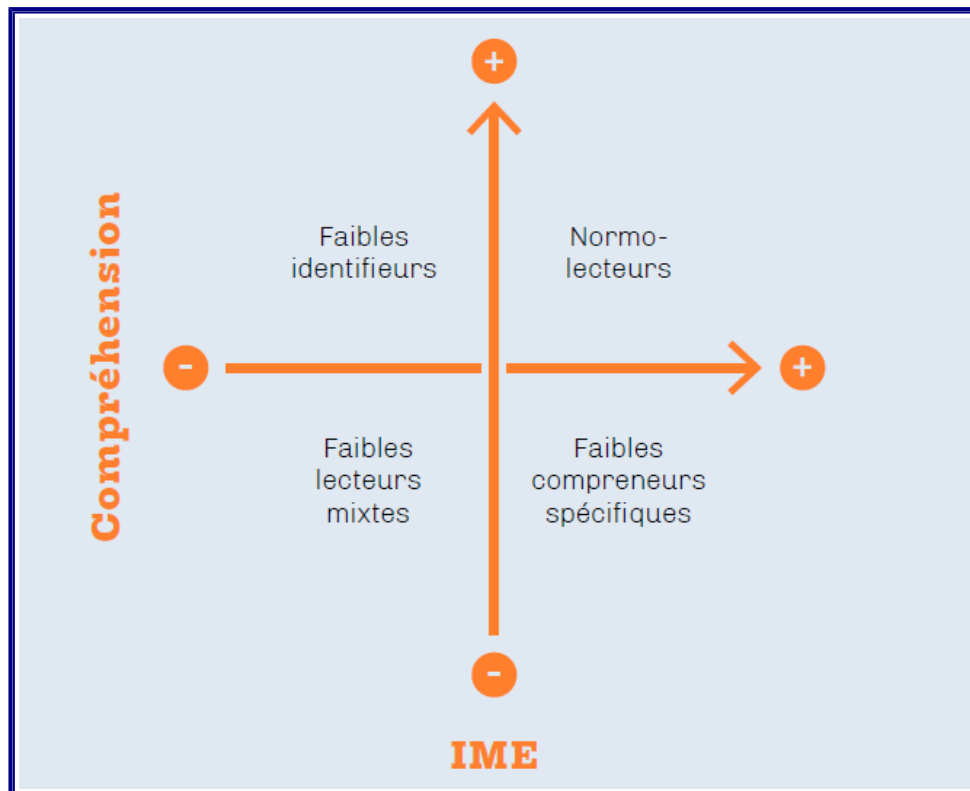 +
Compréhension
Faibles
identifieurs
Normo-
lecteurs
-
+
Faibles
lecteurs
mixtes
Faibles
compreneurs
spécifiques
-
IME